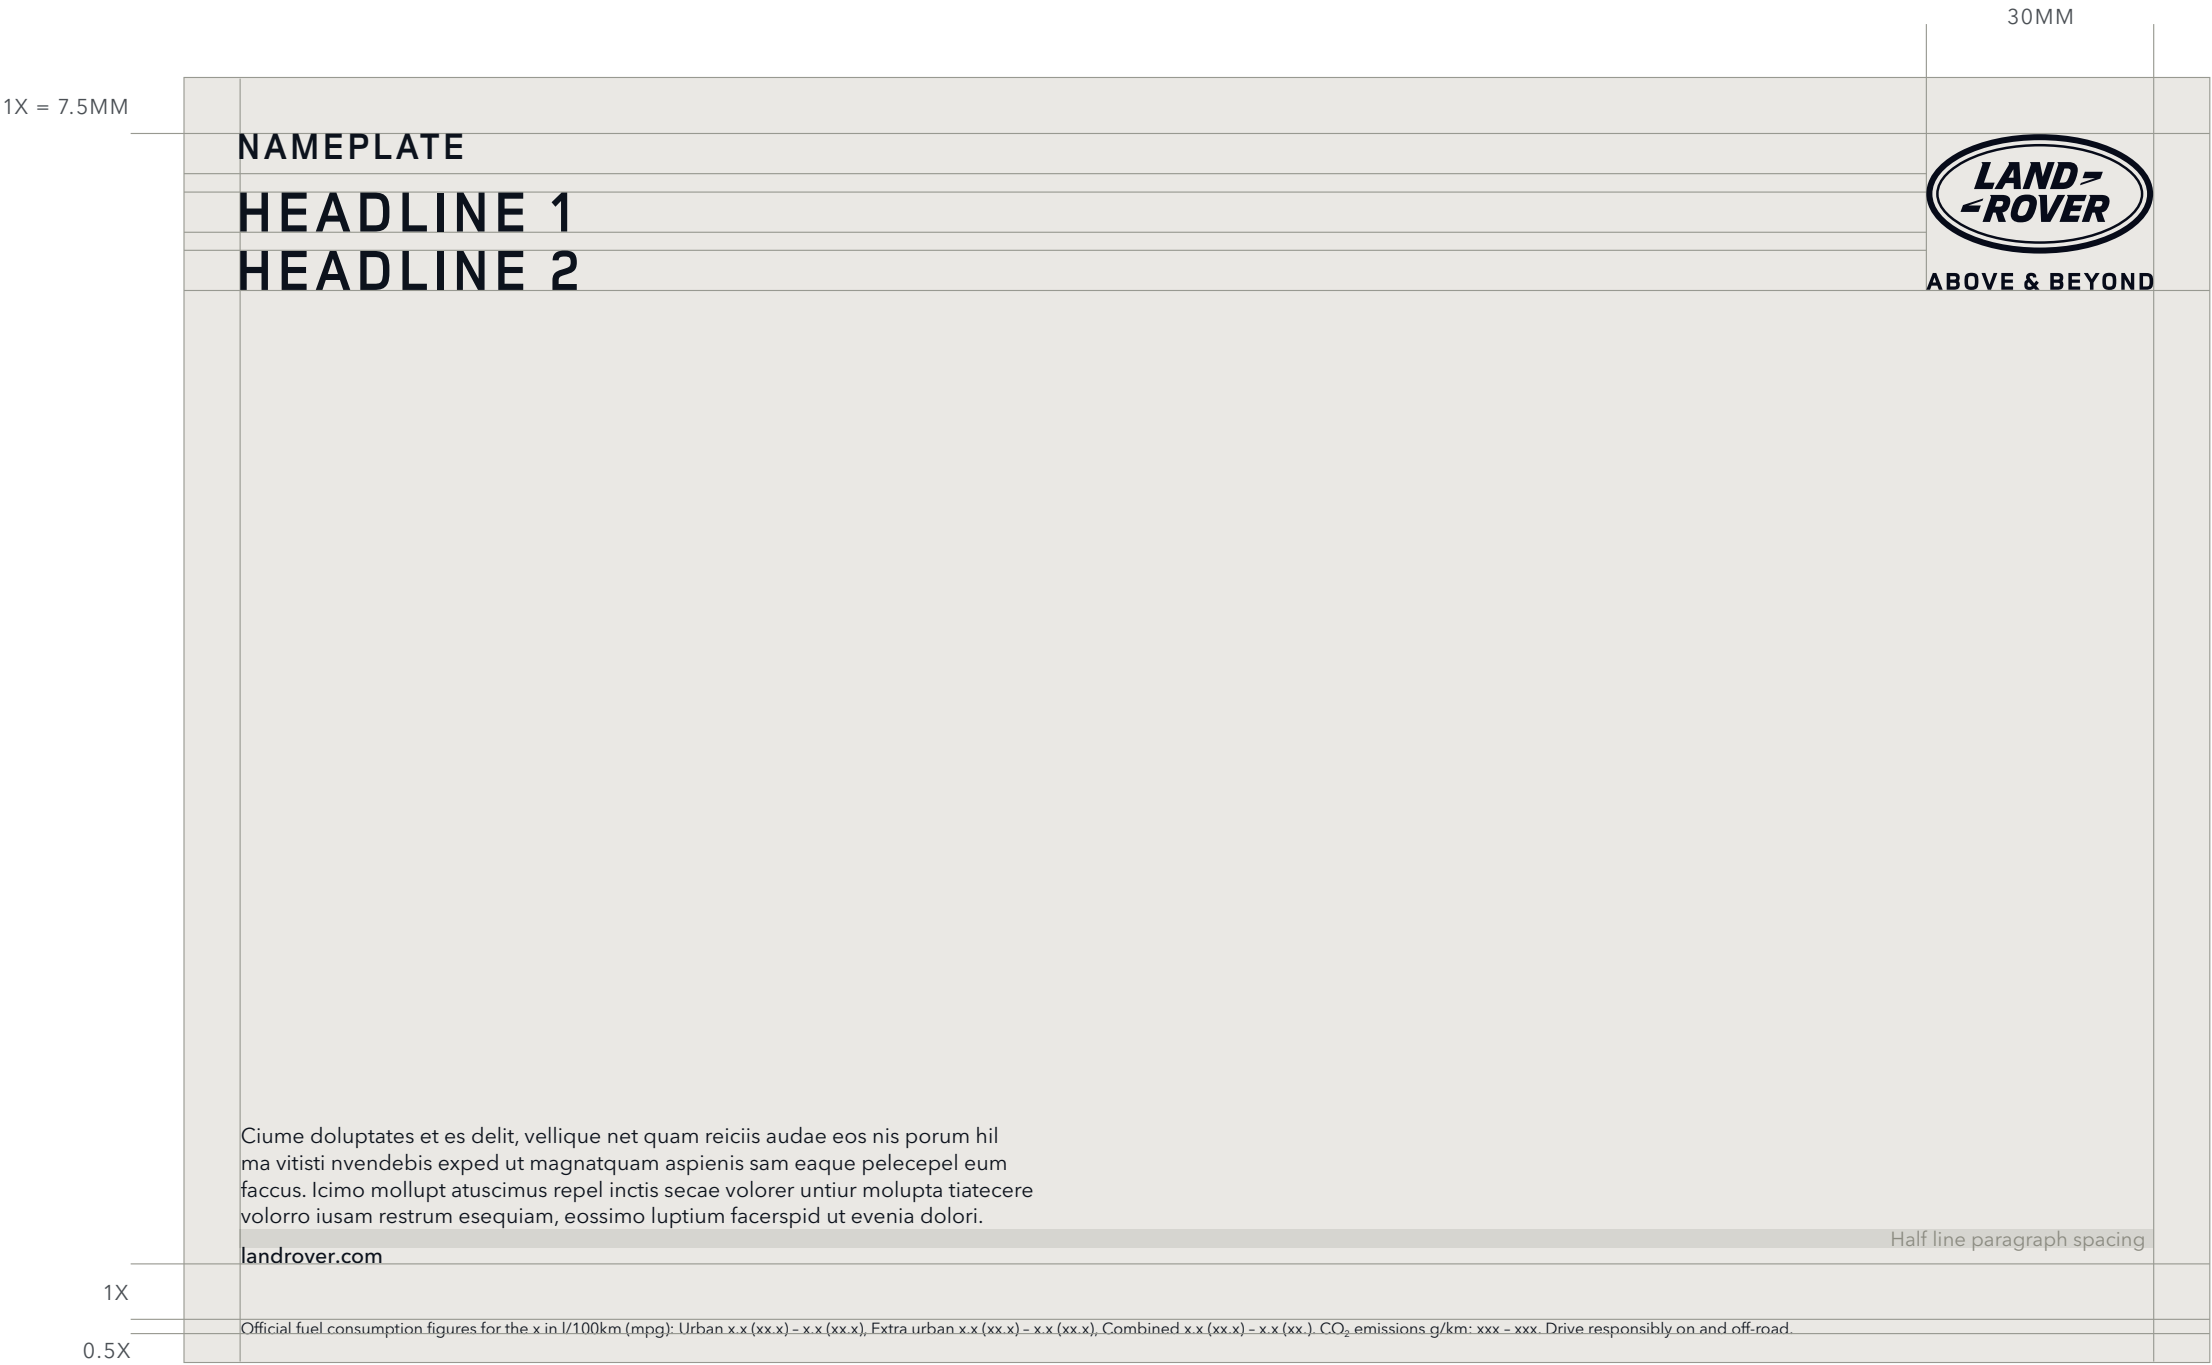 30MM
1X = 7.5MM
NAMEPLATE
HEADLINE 1
HEADLINE 2
LAND-
-ROVER
ABOVE & BEYOND
Ciume doluptates et es delit, vellique net quam reiciis audae eos nis porum hil
ma vitisti nvendebis exped ut magnatquam aspienis sam eaque pelecepel eum
faccus. Icimo mollupt atuscimus repel inctis secae volorer untiur molupta tiatecere
volorro iusam restrum esequiam, eossimo luptium facerspid ut evenia dolori.
Half line paragraph spacing
landrover.com
1X
Official fuel consumption figures for the x in l/100km (mpg): Urban x.x (xx.x) – x.x (xx.x), Extra urban x.x (xx.x) – x.x (xx.x), Combined x.x (xx.x) – x.x (xx.). CO₂ emissions g/km: xxx – xxx. Drive responsibly on and off-road.
0.5X